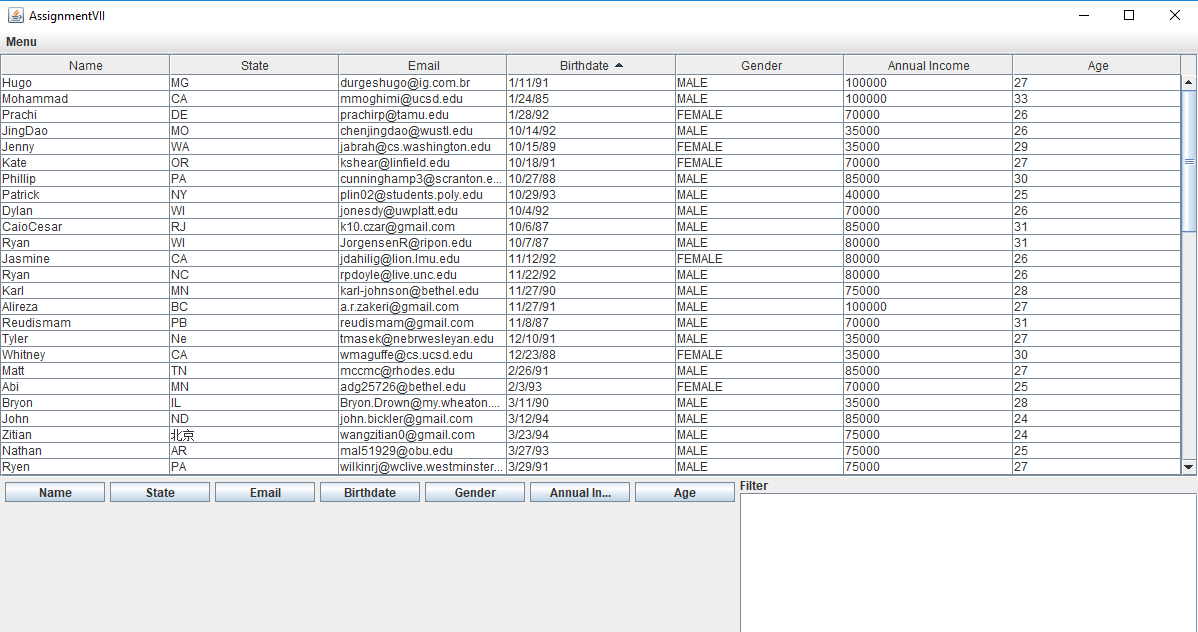 AssignmentVII
Menu
Name State Email Birthdate Gender Annual Income Age
Hugo MG durgeshugo@ig.com.br 1/11/91 MALE 100000 27
Mohammad CA mmoghimi@ucsd.edu 1/24/85 MALE 100000 33
Prachi DE prachirp@tamu.edu 1/28/92 FEMALE 70000 26
JingDao MO chenjingdao@wustl.edu 10/14/92 MALE 35000 26
Jenny WA jabrah@cs.washington.edu 10/15/89 FEMALE 35000 29
Kate OR kshear@linfield.edu 10/18/91 FEMALE 70000 27
Phillip PA cunninghamp3@scranton.e... 10/27/88 MALE 85000 30
Patrick NY plin02@students.poly.edu 10/29/93 MALE 40000 25
Dylan WI jonesdy@uwplatt.edu 10/4/92 MALE 70000 26
CaioCesar RJ k10.czar@gmail.com 10/6/87 MALE 85000 31
Ryan WI JorgensenR@ripon.edu 10/7/87 MALE 80000 31
Jasmine CA jdahilig@lion.lmu.edu 11/12/92 FEMALE 80000 26
Ryan NC rpdoyle@live.unc.edu 11/22/92 MALE 80000 26
Karl MN karl-johnson@bethel.edu 11/27/90 MALE 75000 28
Alireza BC a.r.zakeri@gmail.com 11/27/91 MALE 100000 27
Reudismam PB reudismam@gmail.com 11/8/87 MALE 70000 31
Tyler Ne tmasek@nebrwesleyan.edu 12/10/91 MALE 35000 27
Whitney CA wmaguffe@cs.ucsd.edu 12/23/88 FEMALE 35000 30
Matt TN mccmc@rhodes.edu 2/26/91 MALE 85000 27
Abi MN adg25726@bethel.edu 2/3/93 FEMALE 70000 25
Bryon IL Bryon.Drown@my.wheaton.... 3/11/90 MALE 35000 28
John ND john.bickler@gmail.com 3/12/94 MALE 85000 24
Zitian 北京 wangzitian0@gmail.com 3/23/94 MALE 75000 24
Nathan AR mal51929@obu.edu 3/27/93 MALE 75000 25
Ryen PA wilkinrj@wclive.westminster... 3/29/91 MALE 75000 27
Name State Email Birthdate Gender Annual In... Age Filter